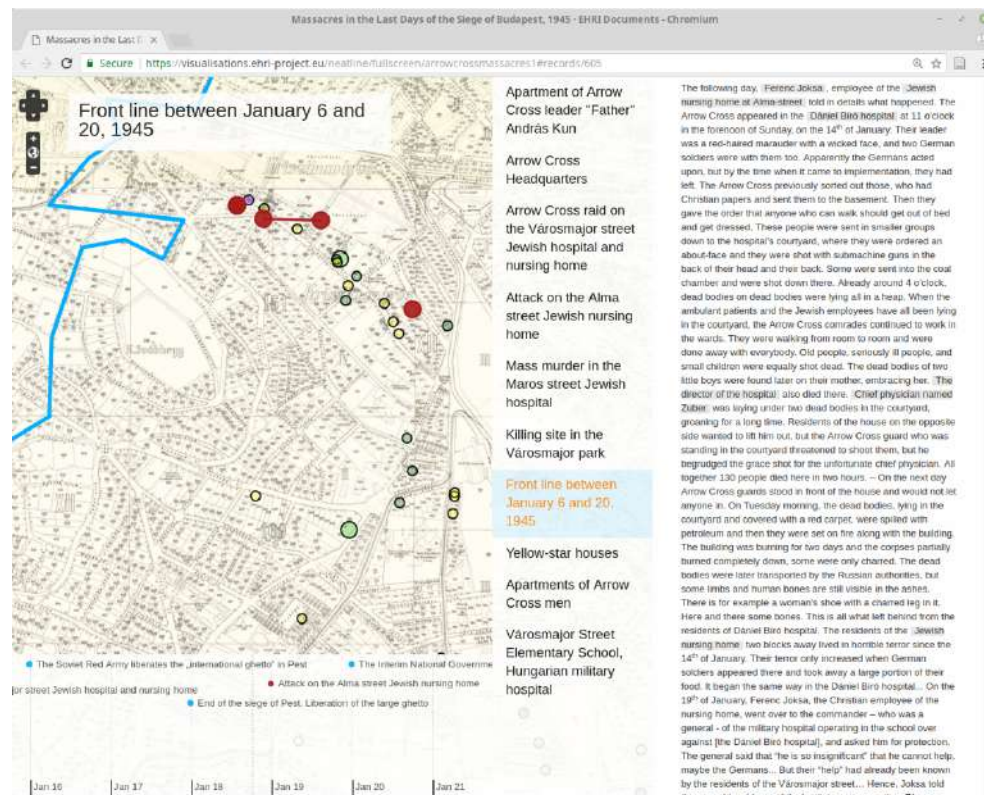 Massacres in the Last Days of the Siege of Budapest, 1945 - EHRI Documents - Chromium
Massacres in the Last D
Secure | https://visualisations.ehri-project.eu/neatline/fullscreen/arrowcrossmassacres1#records/605
Front line between January 6 and
20, 1945
Apartment of Arrow
Cross leader "Father"
András Kun
Arrow Cross
Headquarters
Arrow Cross raid on
the Városmajor street
Jewish hospital and
nursing home
Attack on the Alma
street Jewish nursing
home
Mass murder in the
Maros street Jewish
hospital
Killing site in the
Városmajor park
Front line between
January 6 and 20,
1945
Yellow-star houses
Apartments of Arrow
Cross men
Városmajor Street
Elementary School,
Hungarian military
hospital
The Soviet Red Army liberates the „international ghetto" in Pest
The Interim National Governme
jor street Jewish hospital and nursing home
Attack on the Alma street Jewish nursing home
End of the siege of Pest. Liberation of the large ghetto
Jan 16
Jan 17
Jan 18
Jan 19
Jan 20
Jan 21
The following day, Ferenc Joksa , employee of the Jewish
nursing home at Alma-street told in details what happened. The
Arrow Cross appeared in the Dániel Bíró hospital at 11 o'clock
in the forenoon of Sunday, on the 14th of January. Their leader
was a red-haired marauder with a wicked face, and two German
soldiers were with them too. Apparently the Germans acted
upon, but by the time when it came to implementation, they had
left. The Arrow Cross previously sorted out those, who had
Christian papers and sent them to the basement. Then they
gave the order that anyone who can walk should get out of bed
and get dressed. These people were sent in smaller groups
down to the hospital's courtyard, where they were ordered an
about-face and they were shot with submachine guns in the
back of their head and their back. Some were sent into the coal
chamber and were shot down there. Already around 4 o'clock,
dead bodies on dead bodies were lying all in a heap. When the
ambulant patients and the Jewish employees have all been lying
in the courtyard, the Arrow Cross comrades continued to work in
the wards. They were walking from room to room and were
done away with everybody. Old people, seriously ill people, and
small children were equally shot dead. The dead bodies of two
little boys were found later on their mother, embracing her. The
director of the hospital also died there. Chief physician named
Zuber was laying under two dead bodies in the courtyard,
groaning for a long time. Residents of the house on the opposite
side wanted to lift him out, but the Arrow Cross guard who was
standing in the courtyard threatened to shoot them, but he
begrudged the grace shot for the unfortunate chief physician. All
together 130 people died here in two hours. – On the next day
Arrow Cross guards stood in front of the house and would not let
anyone in. On Tuesday morning, the dead bodies, lying in the
courtyard and covered with a red carpet, were spilled with
petroleum and then they were set on fire along with the building.
The building was burning for two days and the corpses partially
burned completely down, some were only charred. The dead
bodies were later transported by the Russian authorities, but
some limbs and human bones are still visible in the ashes.
There is for example a woman's shoe with a charred leg in it.
Here and there some bones. This is all what left behind from the
residents of Dániel Bíró hospital. The residents of the Jewish
nursing home two blocks away lived in horrible terror since the
14th of January. Their terror only increased when German
soldiers appeared there and took away a large portion of their
food. It began the same way in the Dániel Bíró hospital... On the
19th of January, Ferenc Joksa, the Christian employee of the
nursing home, went over to the commander – who was a
general - of the military hospital operating in the school over
against [the Dániel Bíró hospital], and asked him for protection.
The general said that "he is so insignificant" that he cannot help,
maybe the Germans... But their "help" had already been known
by the residents of the Városmajor street... Hence, Joksa told